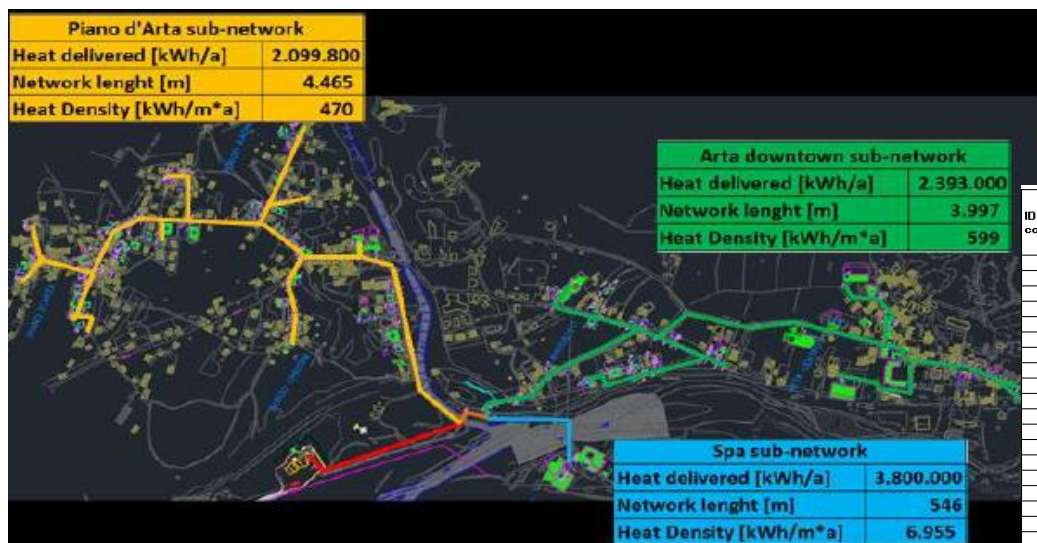 Piano d'Arta sub-network
Heat delivered [kWh/a] 2.099.800
Network lenght [m] 4.465
Heat Density [kWh/m*a] 470
Arta downtown sub-network
Heat delivered [kWh/a] 2.393.000
Network lenght [m] 3.997
Heat Density [kWh/m*a] 599
ID
co
Spa sub-network
Heat delivered [kWh/a] 3.800.000
Network lenght [m] 546
Heat Density [kWh/m*a] 6.955